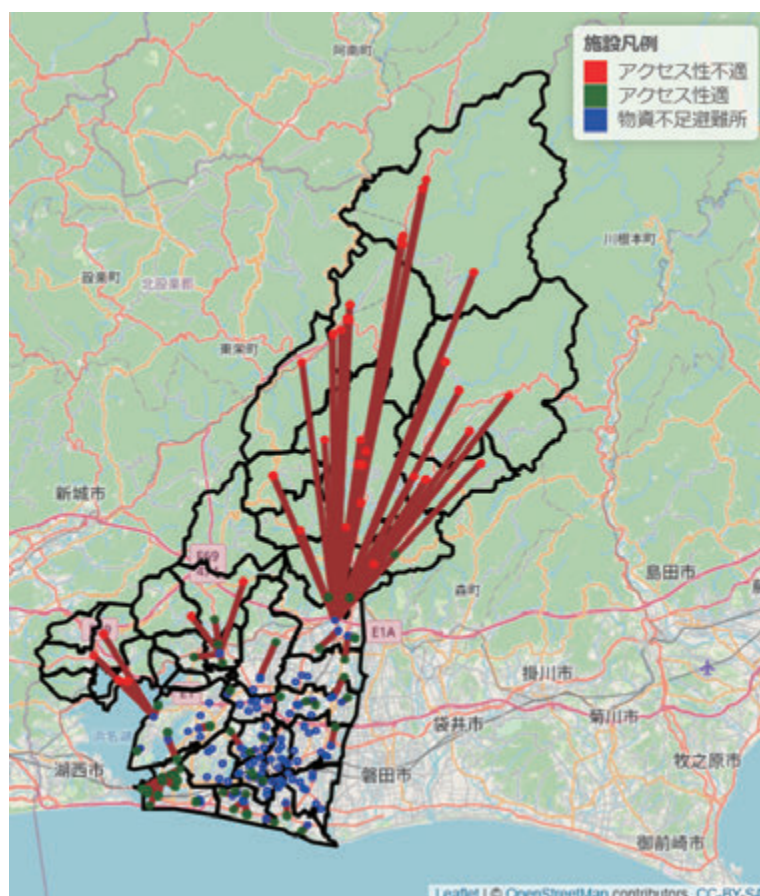 阿南町
施設凡例
アクセス性不適
アクセス性適
物資不足避難所
川根本町
設楽町
北設楽郡
東栄町
新城市
E69
島田市
森町
E1A
掛川市
袋井市
菊川市
牧之原市
湖西市
磐田市
御前崎市
Leaflet | © OpenStreetMap contributors, CC-BY-SA